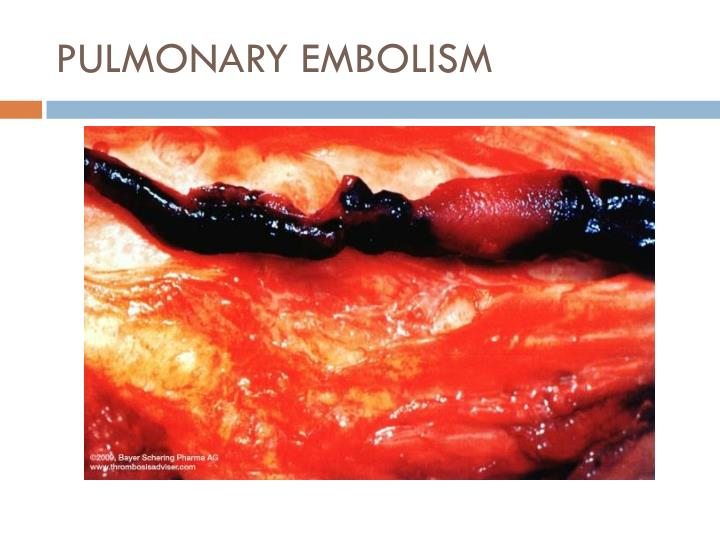 PULMONARY EMBOLISM
©2009, Bayer Schering Pharma AG
www.thrombosisadviser.com